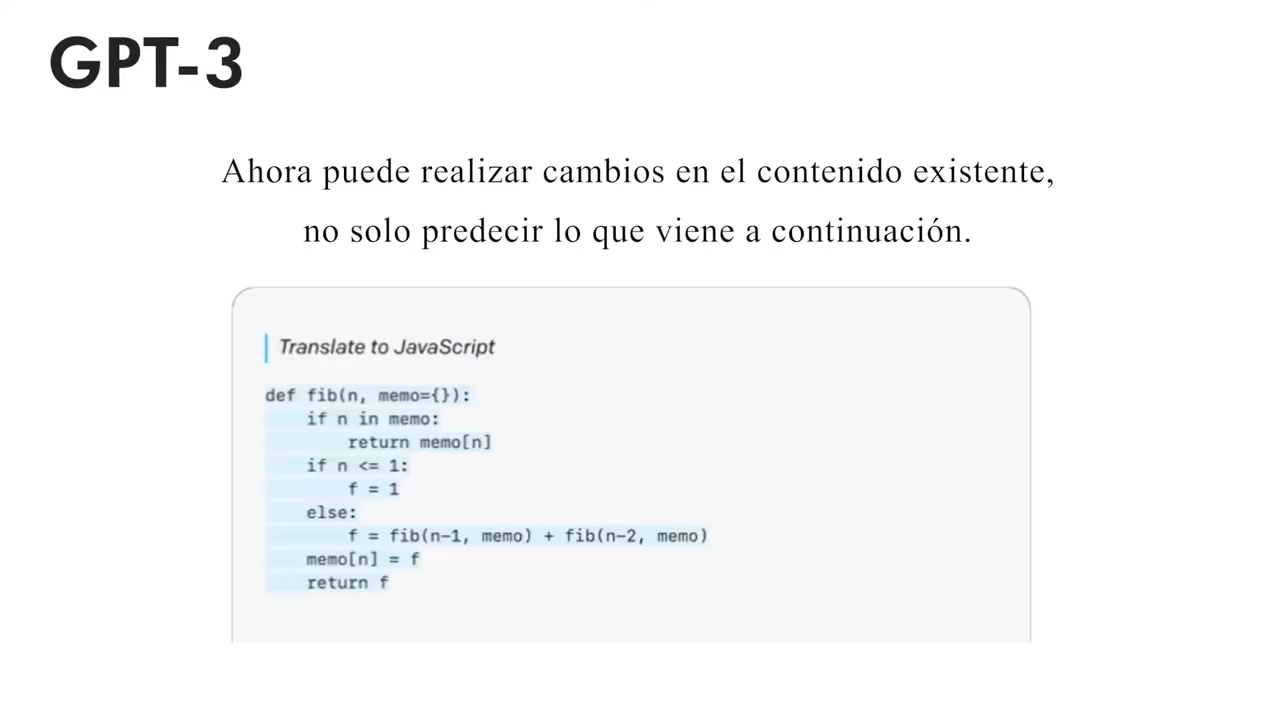 GPT-3
Ahora puede realizar cambios en el contenido existente,
no solo predecir lo que viene a continuación.
Translate to JavaScript
def fib(n, memo={}):
    if n in memo:
        return memo[n]
    if n <= 1:
        f = 1
    else:
        f = fib(n-1, memo) + fib(n-2, memo)
    memo[n] = f
    return f